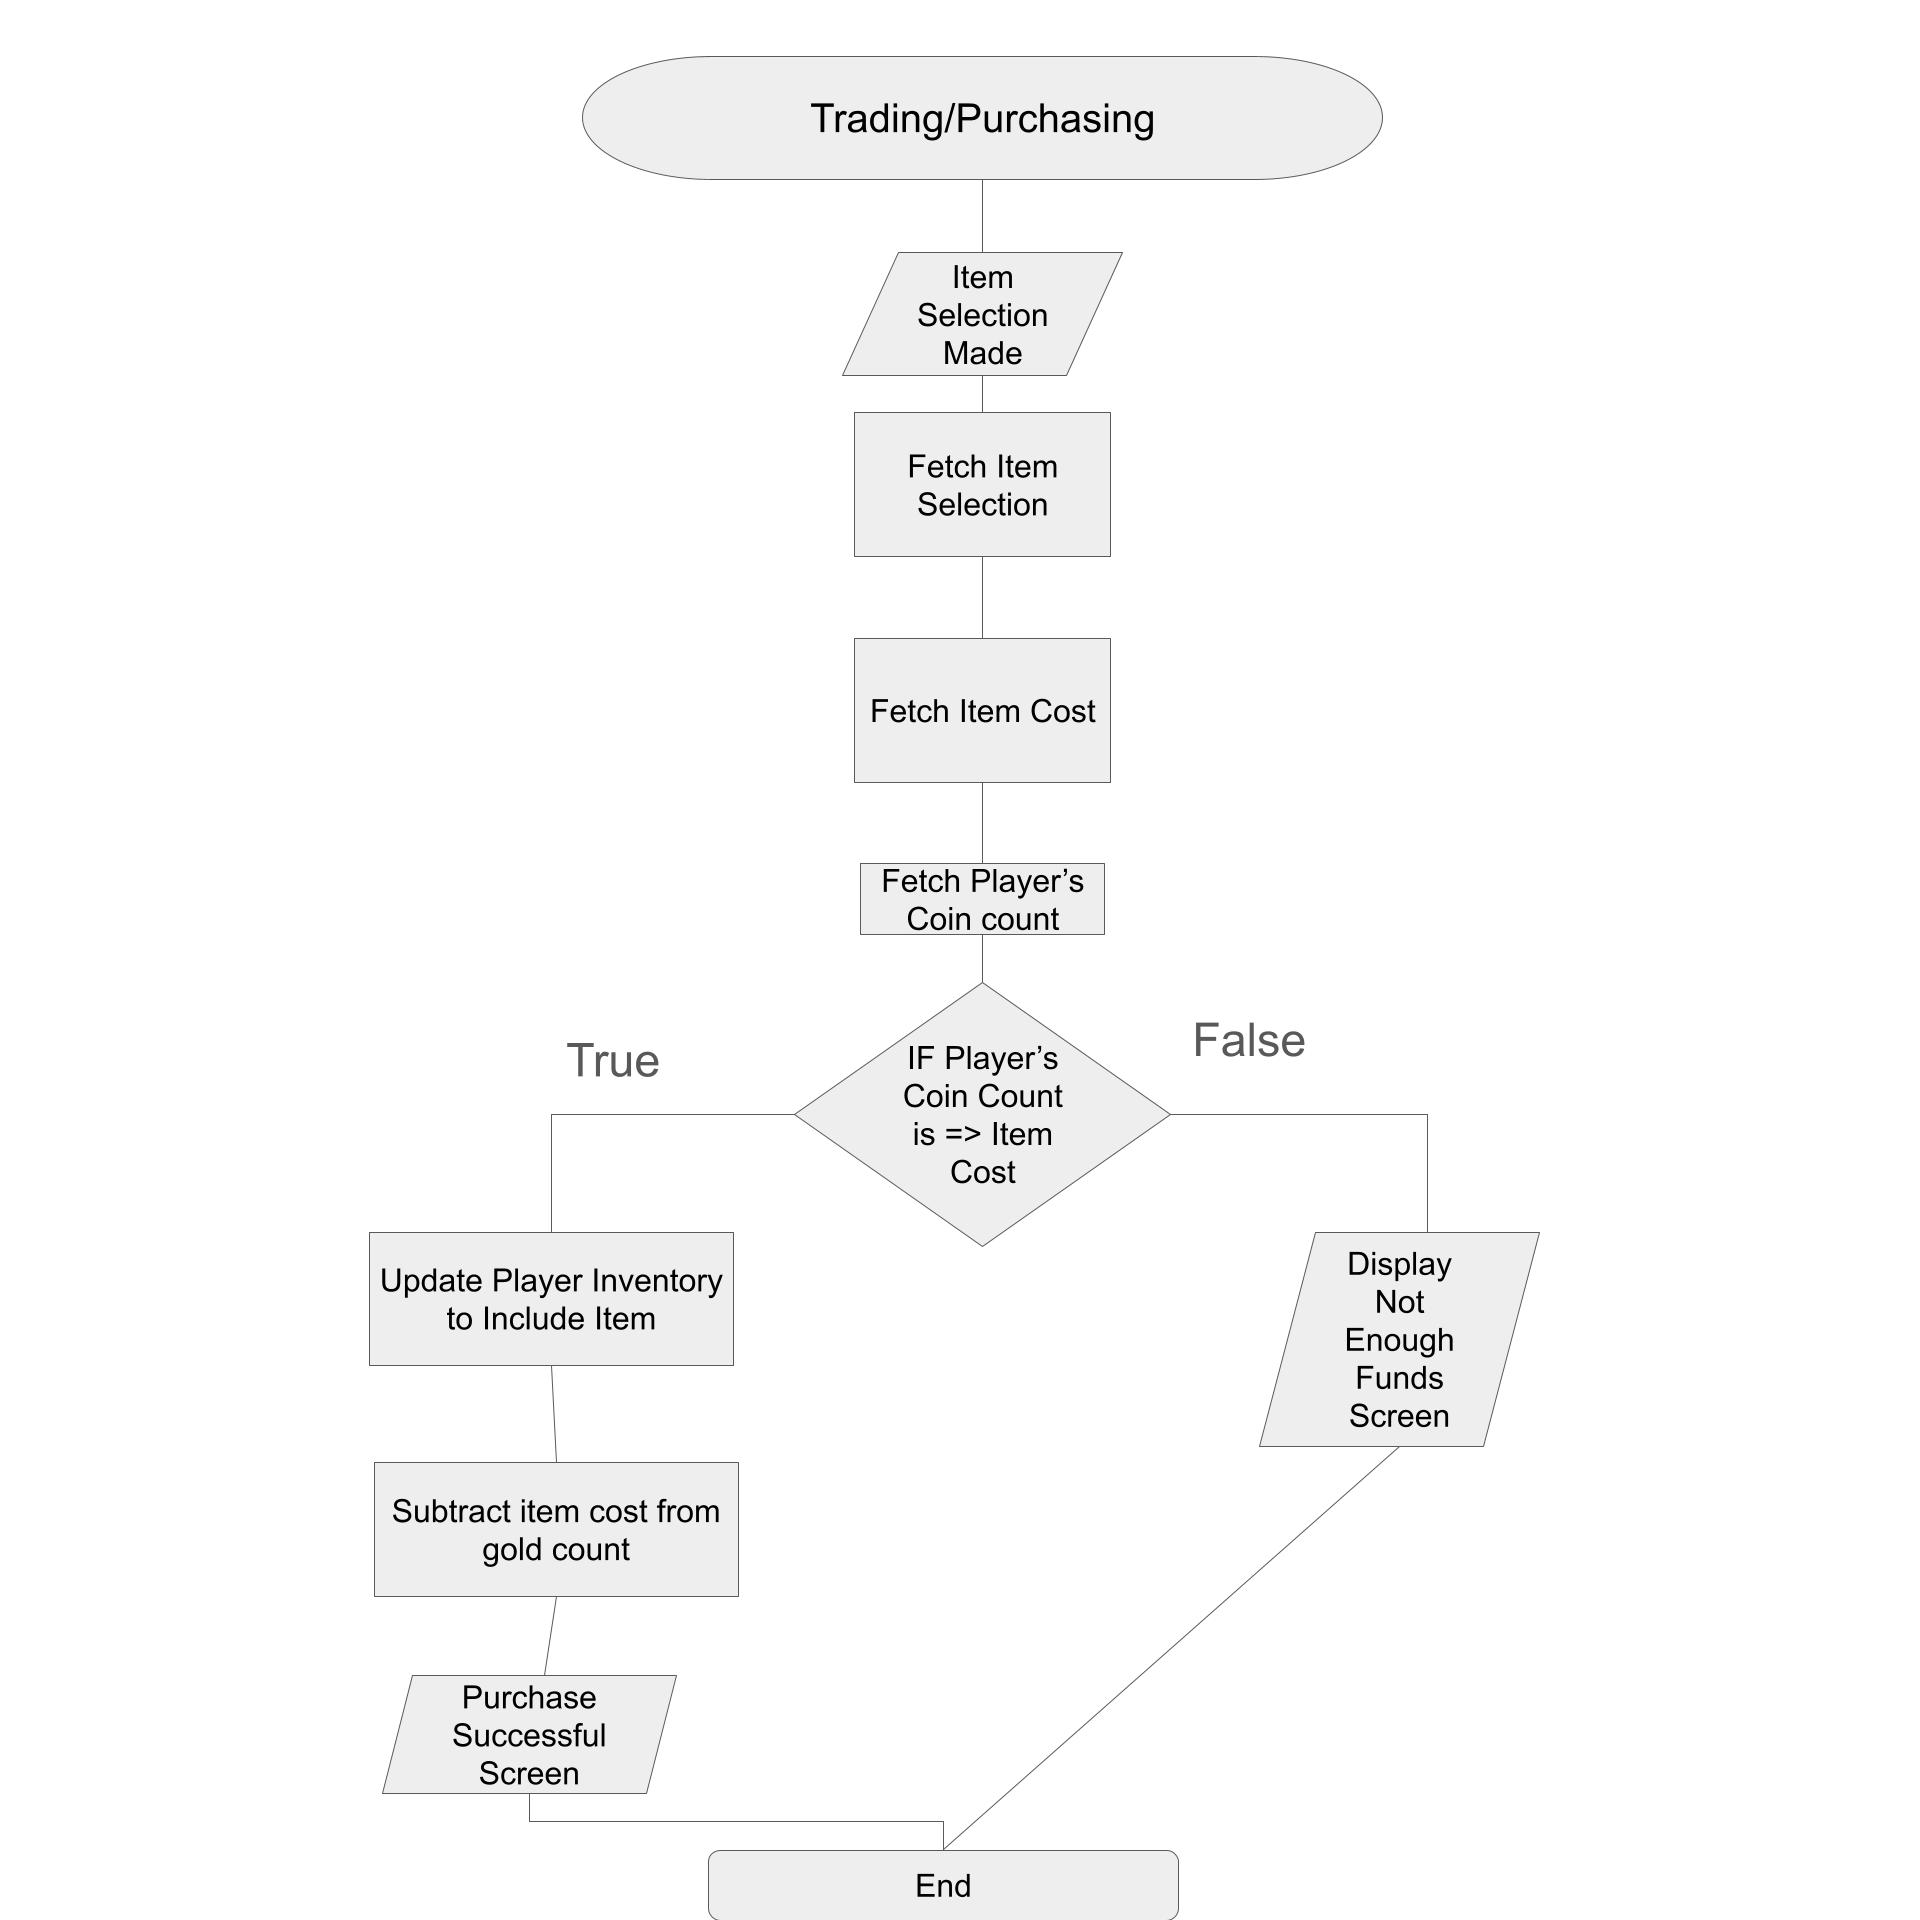 Trading/Purchasing
Item
Selection
Made
Fetch Item
Selection
Fetch Item Cost
Fetch Player’s
Coin count
IF Player’s
Coin Count
is => Item
Cost
True
False
Update Player Inventory
to Include Item
Display
Not
Enough
Funds
Screen
Subtract item cost from
gold count
Purchase
Successful
Screen
End